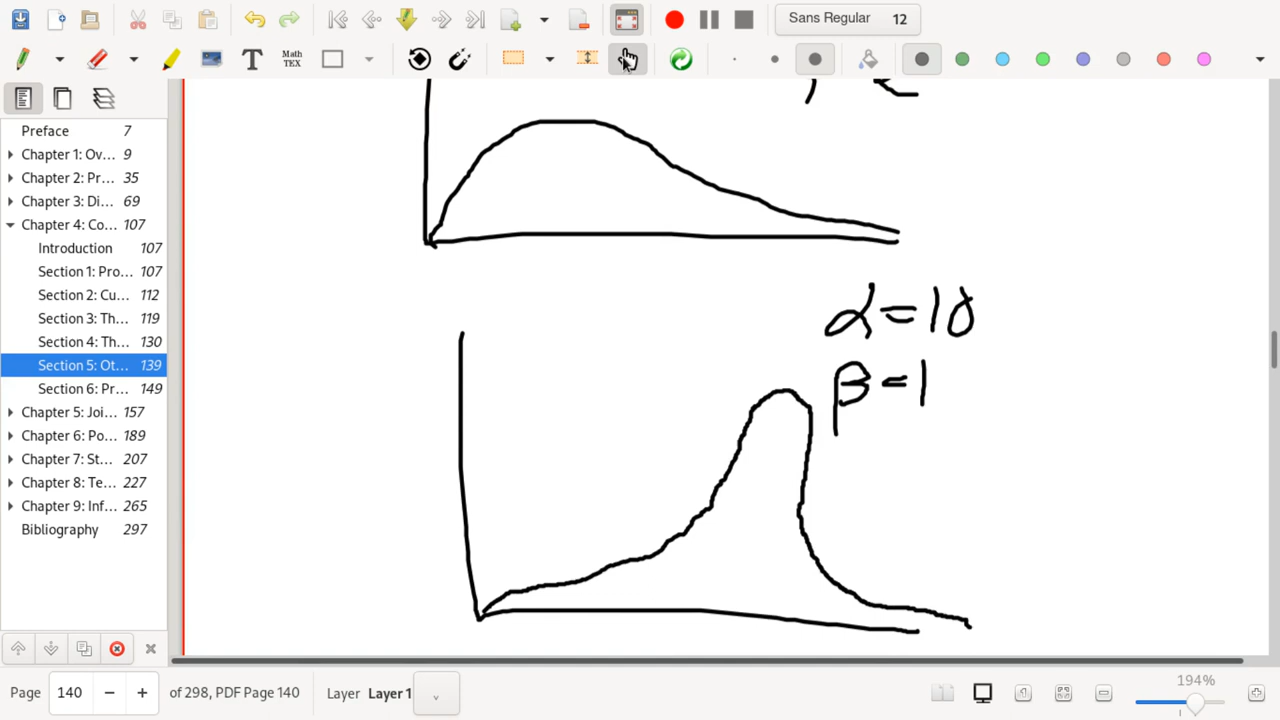 Sans Regular 12
T Math TEX
Preface 7
Chapter 1: Ov... 9
Chapter 2: Pr... 35
Chapter 3: Di... 69
Chapter 4: Co... 107
Introduction 107
Section 1: Pro... 107
Section 2: Cu... 112
Section 3: Th... 119
Section 4: Th... 130
Section 5: Ot... 139
Section 6: Pr... 149
Chapter 5: Joi... 157
Chapter 6: Po... 189
Chapter 7: St... 207
Chapter 8: Te... 227
Chapter 9: Inf... 265
Bibliography 297
α=10
β=1
Page 140 − + of 298, PDF Page 140 Layer Layer 1 194%